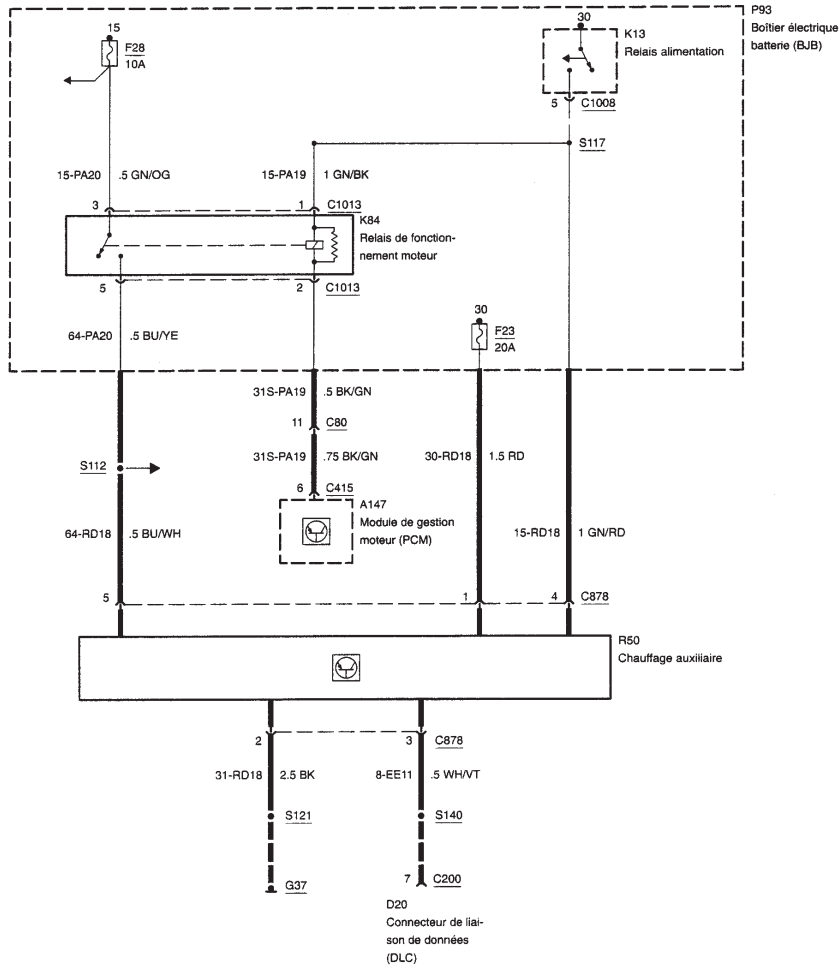 P93
Boîtier électrique
batterie (BJB)
15
F28
10A
30
K13
Relais alimentation
5 C1008
S117
15-PA20 .5 GN/OG
15-PA19 1 GN/BK
3 1 C1013
K84
Relais de fonction-
nement moteur
5 2 C1013
64-PA20 .5 BU/YE
30
F23
20A
31S-PA19 .5 BK/GN
11 C80
S112
31S-PA19 .75 BK/GN
30-RD18 1.5 RD
6 C415
A147
Module de gestion
moteur (PCM)
64-RD18 .5 BU/WH
15-RD18 1 GN/RD
5 1 4 C878
R50
Chauffage auxiliaire
2 3 C878
31-RD18 2.5 BK
8-EE11 .5 WH/VT
S121
S140
G37
7 C200
D20
Connecteur de liai-
son de données
(DLC)